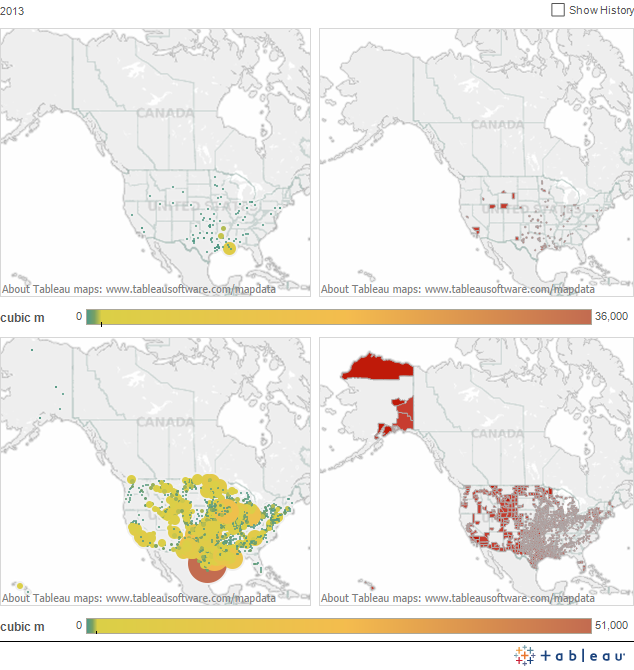 2013
Show History
CANADA
CANADA
UNITED STATES
About Tableau maps: www.tableausoftware.com/mapdata
About Tableau maps: www.tableausoftware.com/mapdata
cubic m
0
36,000
CANADA
CANADA
About Tableau maps: www.tableausoftware.com/mapdata
About Tableau maps: www.tableausoftware.com/mapdata
cubic m
0
51,000
+ableau